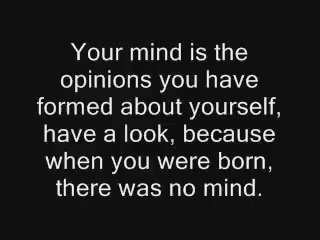 Your mind is the
opinions you have
formed about yourself,
have a look, because
when you were born,
there was no mind.